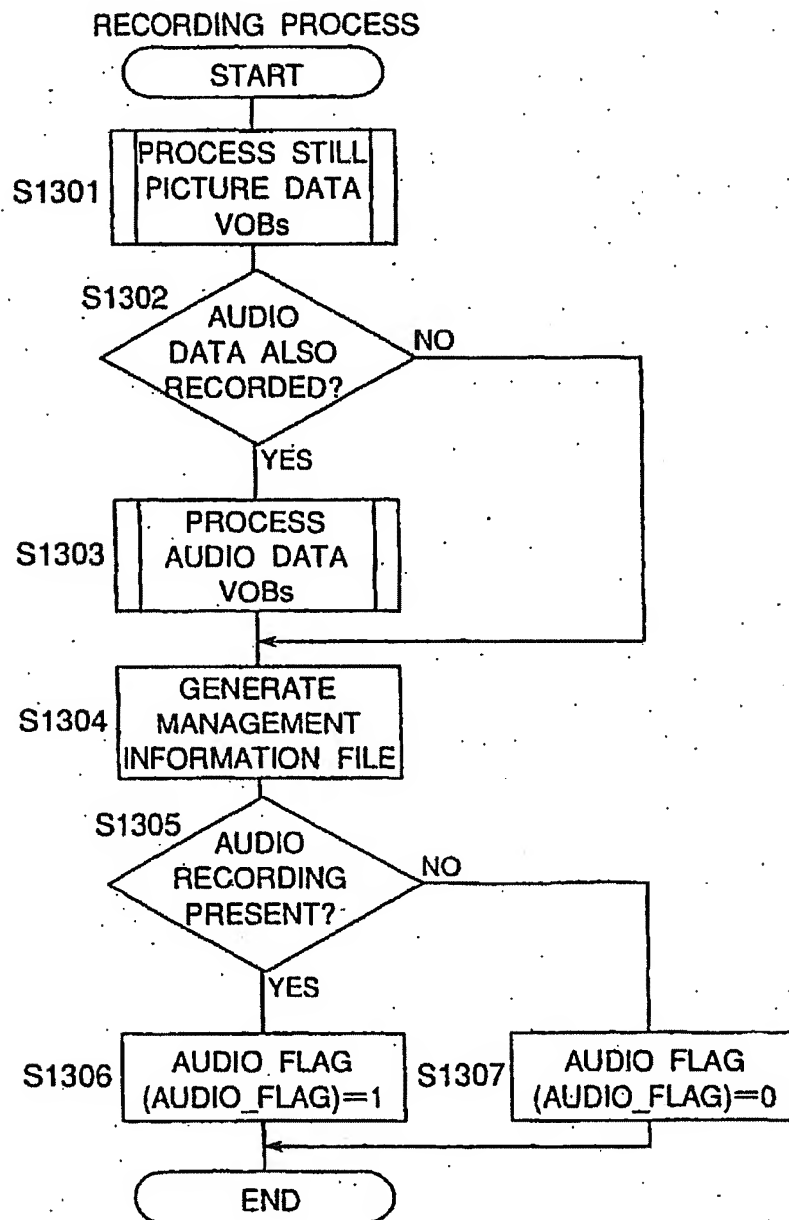 RECORDING PROCESS
START
S1301
PROCESS STILL
PICTURE DATA
VOBs
S1302
AUDIO
DATA ALSO
RECORDED?
NO
YES
S1303
PROCESS
AUDIO DATA
VOBs
S1304
GENERATE
MANAGEMENT
INFORMATION FILE
S1305
AUDIO
RECORDING
PRESENT?
NO
YES
S1306
AUDIO FLAG
(AUDIO_FLAG)=1
S1307
AUDIO FLAG
(AUDIO_FLAG)=0
END